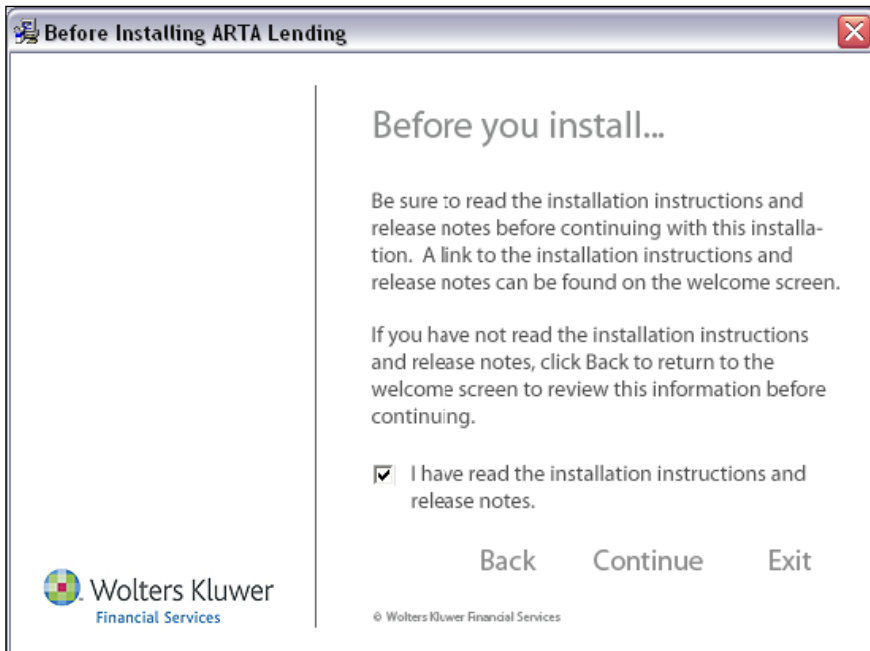 Before Installing ARTA Lending
Before you install...
Be sure to read the installation instructions and
release notes before continuing with this installa-
tion. A link to the installation instructions and
release notes can be found on the welcome screen.
If you have not read the installation instructions
and release notes, click Back to return to the
welcome screen to review this information before
continuing.
I have read the installation instructions and
release notes.
Back Continue Exit
Wolters Kluwer
Financial Services
© Wolters Kluwer Financial Services